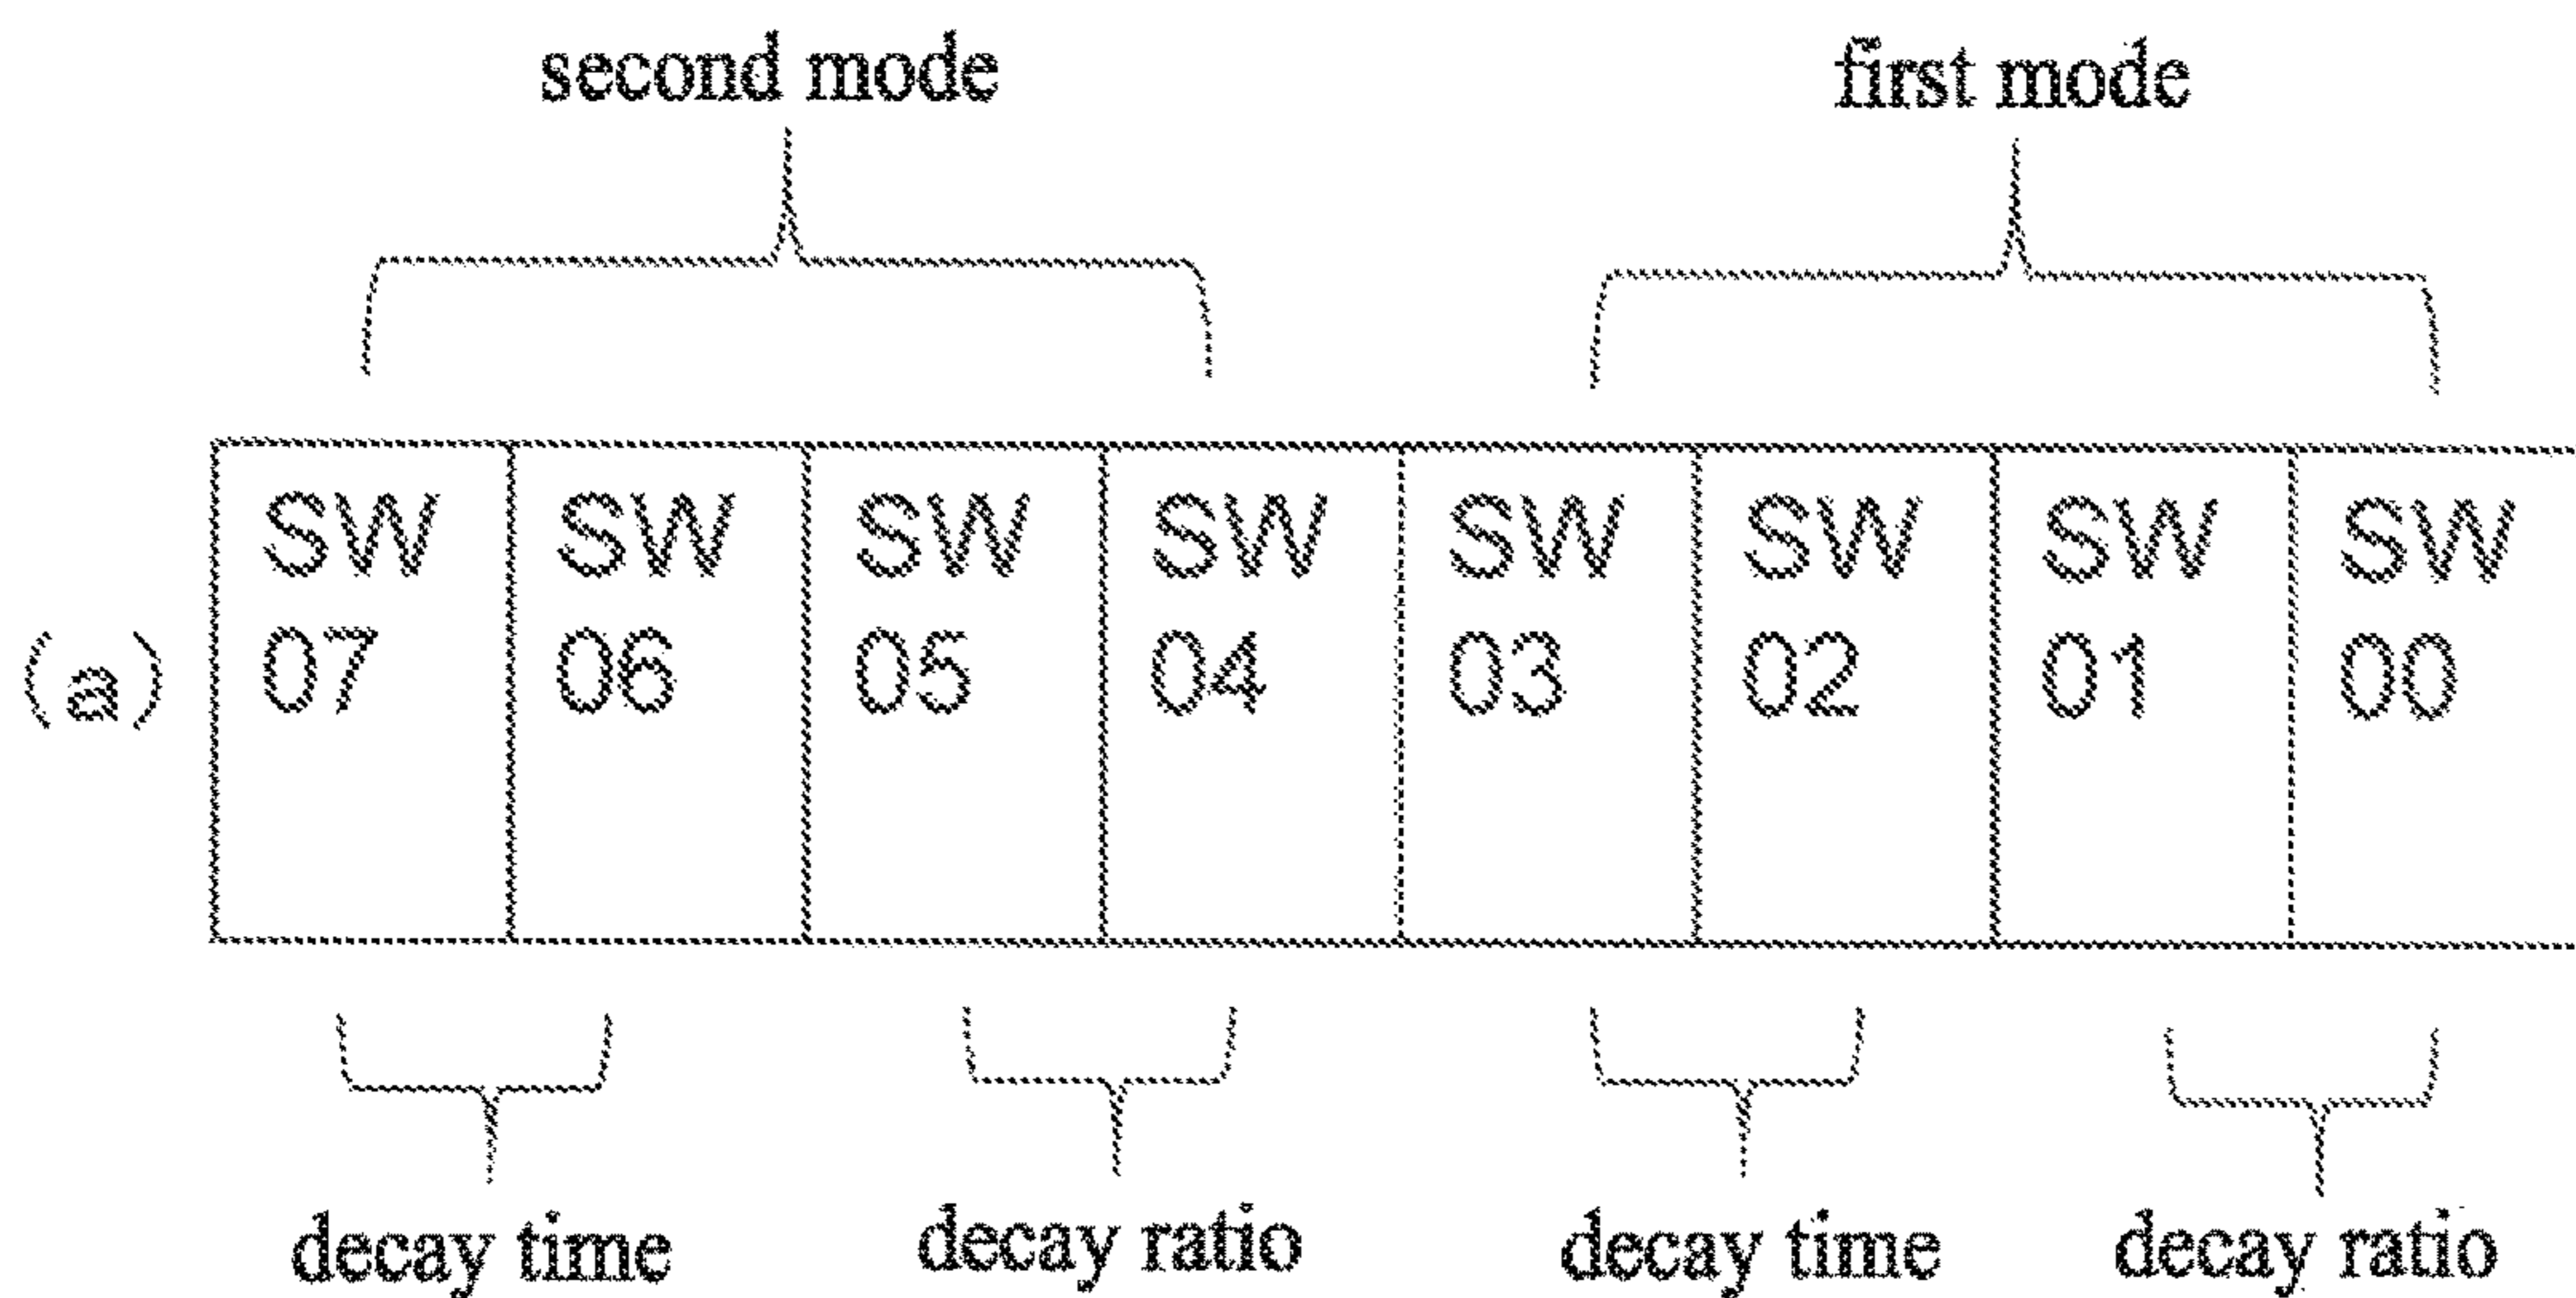 second mode first mode
SW SW SW SW SW SW SW SW
(a) 07 06 05 04 03 02 01 00
decay time decay ratio decay time decay ratio